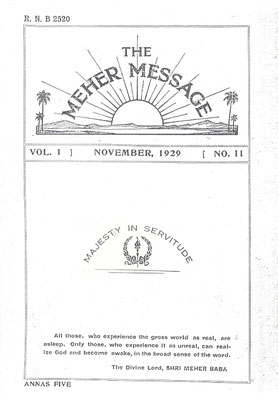 R. N. B 2520
THE
MEHER MESSAGE
VOL. I ] NOVEMBER, 1929 [ NO. 11
MAJESTY IN SERVITUDE
All those, who experience the gross world as real, are
asleep. Only those, who experience it as unreal, can real-
ize God and become awake, in the broad sense of the word.
The Divine Lord, SHRI MEHER BABA
ANNAS FIVE